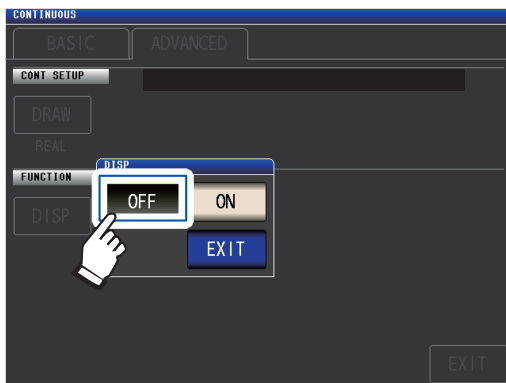 CONTINUOUS
BASIC ADVANCED
CONT SETUP
DRAW
REAL
DISP
FUNCTION
OFF ON
DISP
EXIT
EXIT